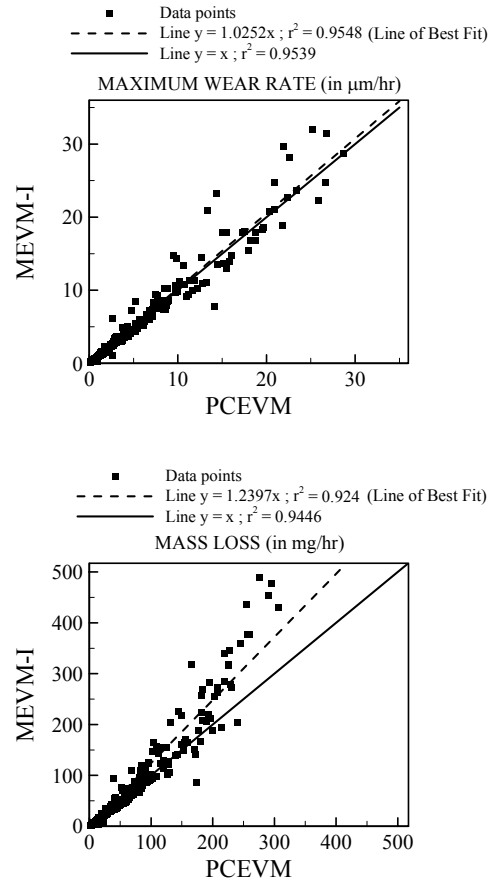 Data points
Line y = 1.0252x ; r² = 0.9548 (Line of Best Fit)
Line y = x ; r² = 0.9539
MAXIMUM WEAR RATE (in μm/hr)
30
20
10
0
MEVM-I
0 10 20 30
PCEVM
Data points
Line y = 1.2397x ; r² = 0.924 (Line of Best Fit)
Line y = x ; r² = 0.9446
MASS LOSS (in mg/hr)
500
400
300
200
100
0
MEVM-I
0 100 200 300 400 500
PCEVM